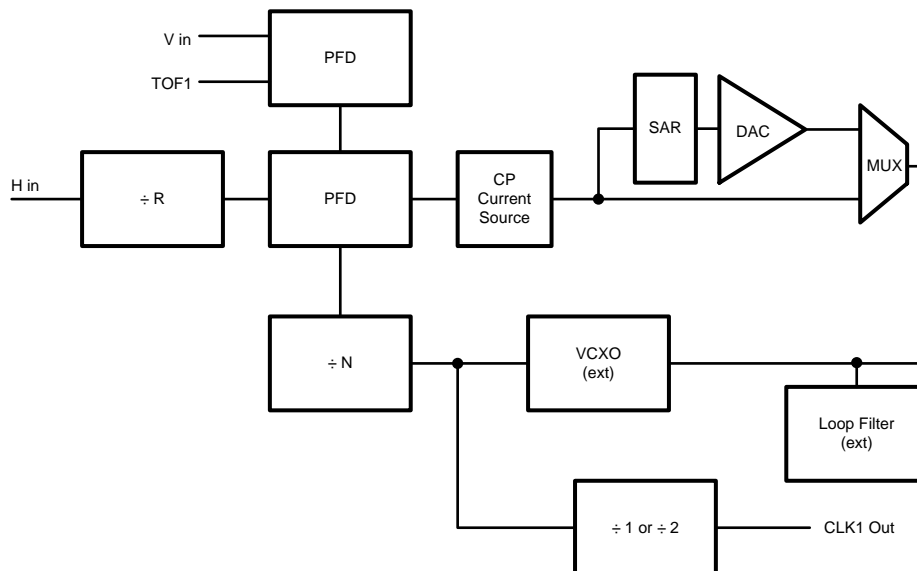 V in
TOF1
PFD
SAR
DAC
MUX
H in
÷ R
PFD
CP
Current
Source
÷ N
VCXO
(ext)
Loop Filter
(ext)
÷ 1 or ÷ 2
CLK1 Out